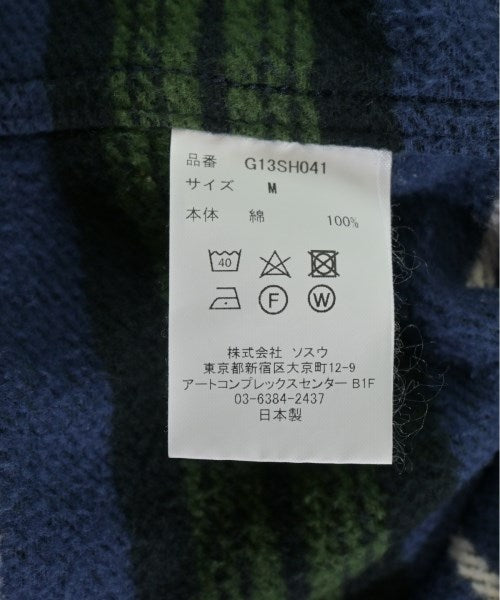 品番 G13SH041
サイズ M
本体 綿 100%
40
F W
株式会社 ソスウ
東京都新宿区大京町12-9
アートコンプレックスセンター B1F
03-6384-2437
日本製